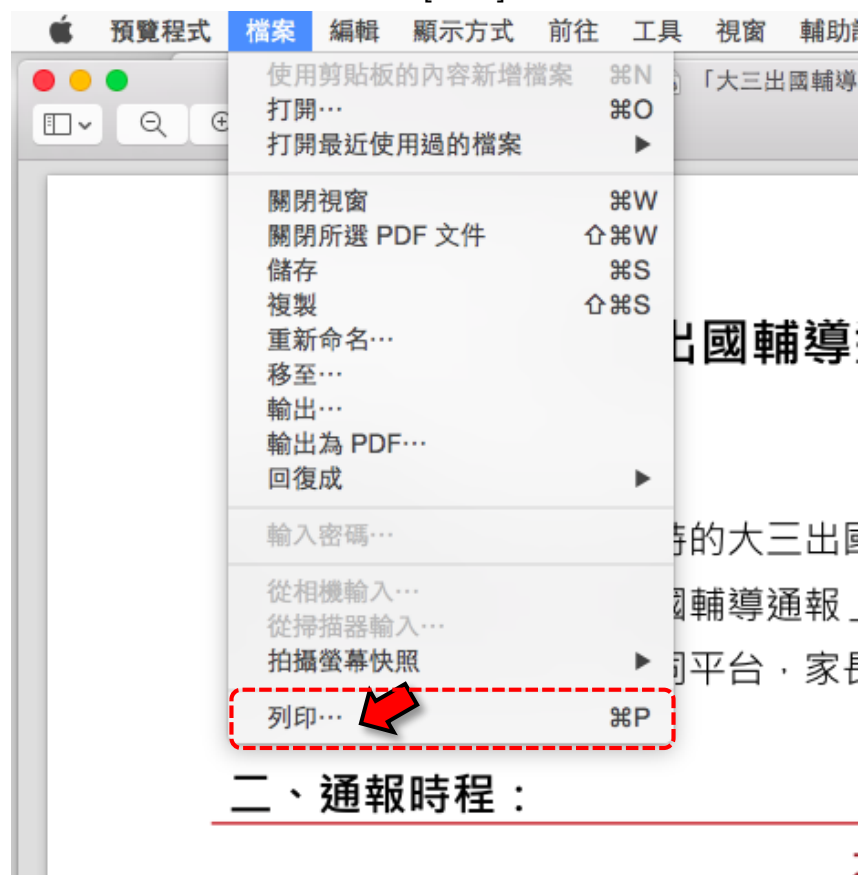 預覽程式 檔案 編輯 顯示方式 前往 工具 視窗 輔助
「大三出國輔導
使用剪貼板的內容新增檔案 ⌘N
打開… ⌘O
打開最近使用過的檔案 ▶
關閉視窗 ⌘W
關閉所選 PDF 文件 ⇧⌘W
儲存 ⌘S
複製 ⇧⌘S
重新命名…
移至…
輸出…
輸出為 PDF…
回復成 ▶
輸入密碼…
從相機輸入…
從掃描器輸入…
拍攝螢幕快照 ▶
列印… ⌘P
出國輔導
的大三出
輔導通報」
平台，家
二、通報時程：